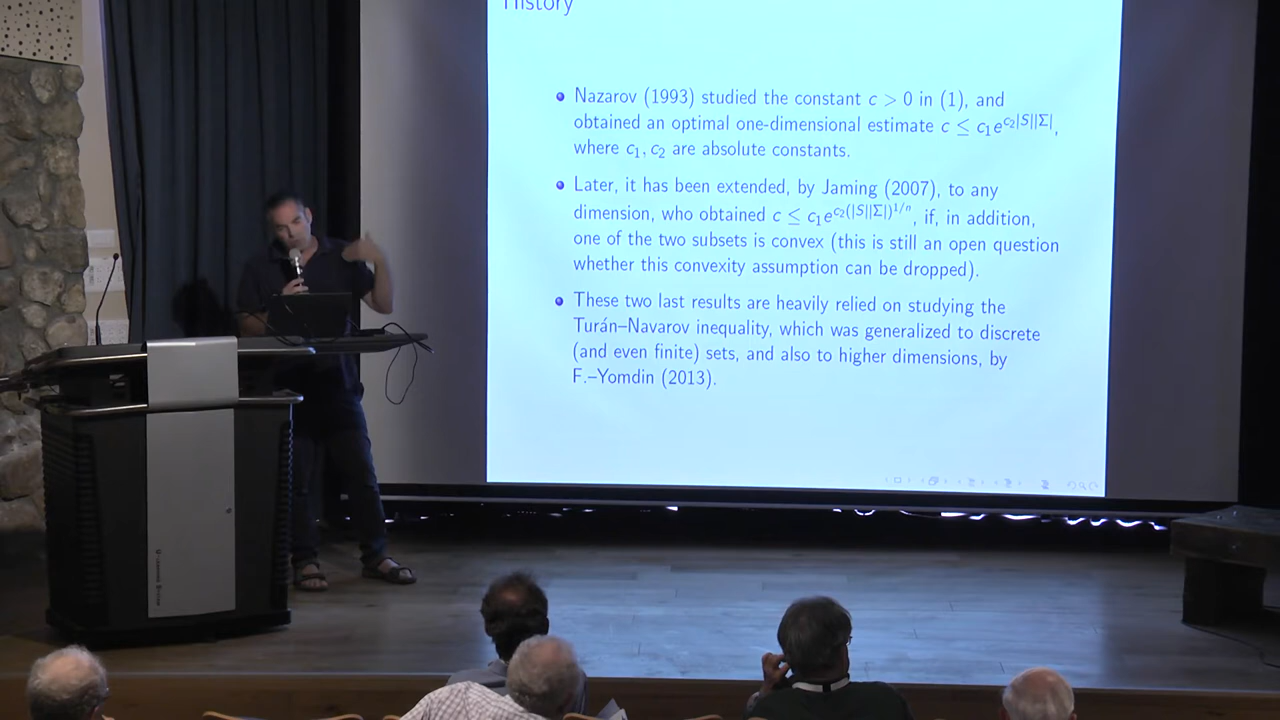 History
Nazarov (1993) studied the constant c > 0 in (1), and
obtained an optimal one-dimensional estimate c ≤ c₁e^{c₂|S||Σ|},
where c₁, c₂ are absolute constants.
Later, it has been extended, by Jaming (2007), to any
dimension, who obtained c ≤ c₁e^{c₂(|S||Σ|)^{1/n}}, if, in addition,
one of the two subsets is convex (this is still an open question
whether this convexity assumption can be dropped).
These two last results are heavily relied on studying the
Turán–Navarov inequality, which was generalized to discrete
(and even finite) sets, and also to higher dimensions, by
F.–Yomdin (2013).